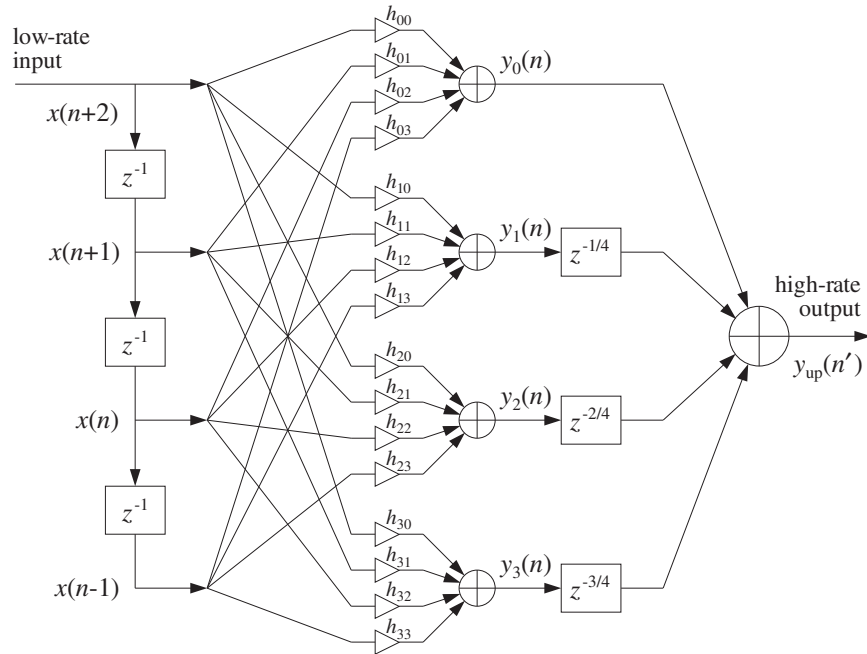 low-rate
input
x(n+2)
z⁻¹
x(n+1)
z⁻¹
x(n)
z⁻¹
x(n-1)
h₀₀
h₀₁
h₀₂
h₀₃
y₀(n)
h₁₀
h₁₁
h₁₂
h₁₃
y₁(n)
z⁻¹/⁴
h₂₀
h₂₁
h₂₂
h₂₃
y₂(n)
z⁻²/⁴
h₃₀
h₃₁
h₃₂
h₃₃
y₃(n)
z⁻³/⁴
high-rate
output
y_up(n′)